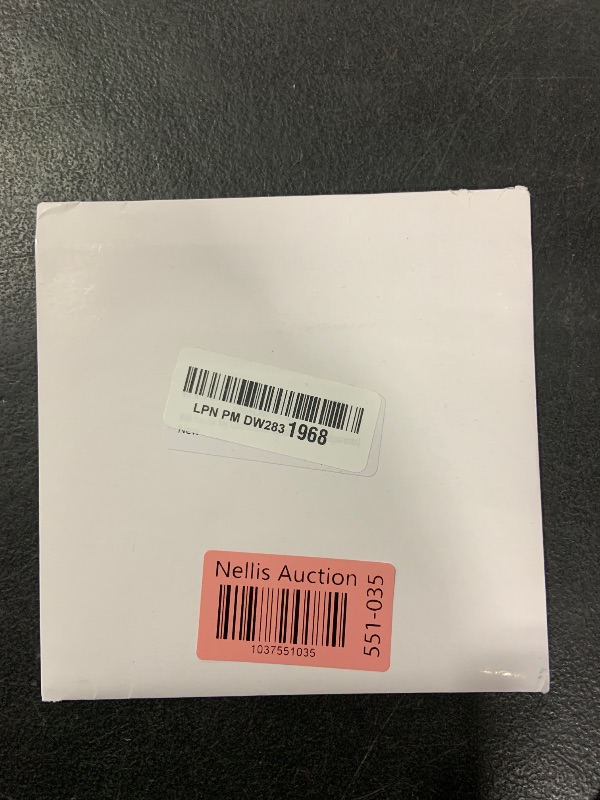 LPN PM DW283 1968
Nellis Auction
1037551035
551-035